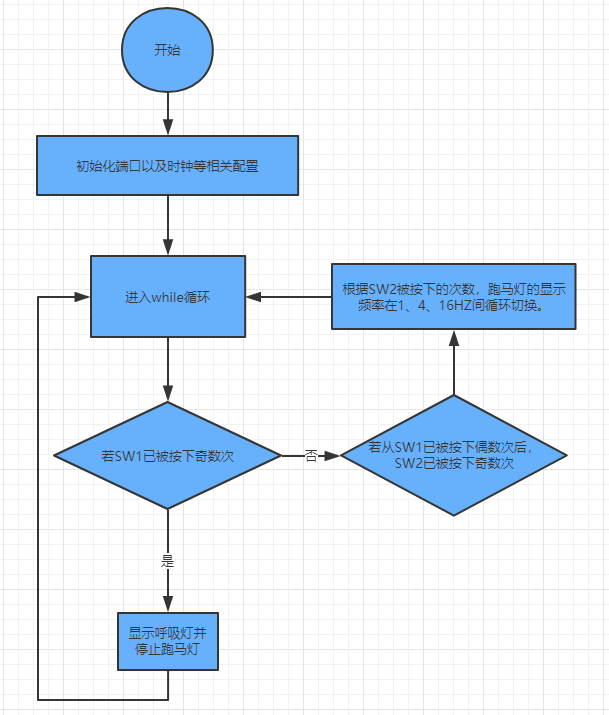 开始
初始化端口以及时钟等相关配置
进入while循环
根据SW2被按下的次数，跑马灯的显示
频率在1、4、16HZ间循环切换。
若SW1已被按下奇数次
否
若从SW1已被按下偶数次后，
SW2已被按下奇数次
是
显示呼吸灯并
停止跑马灯